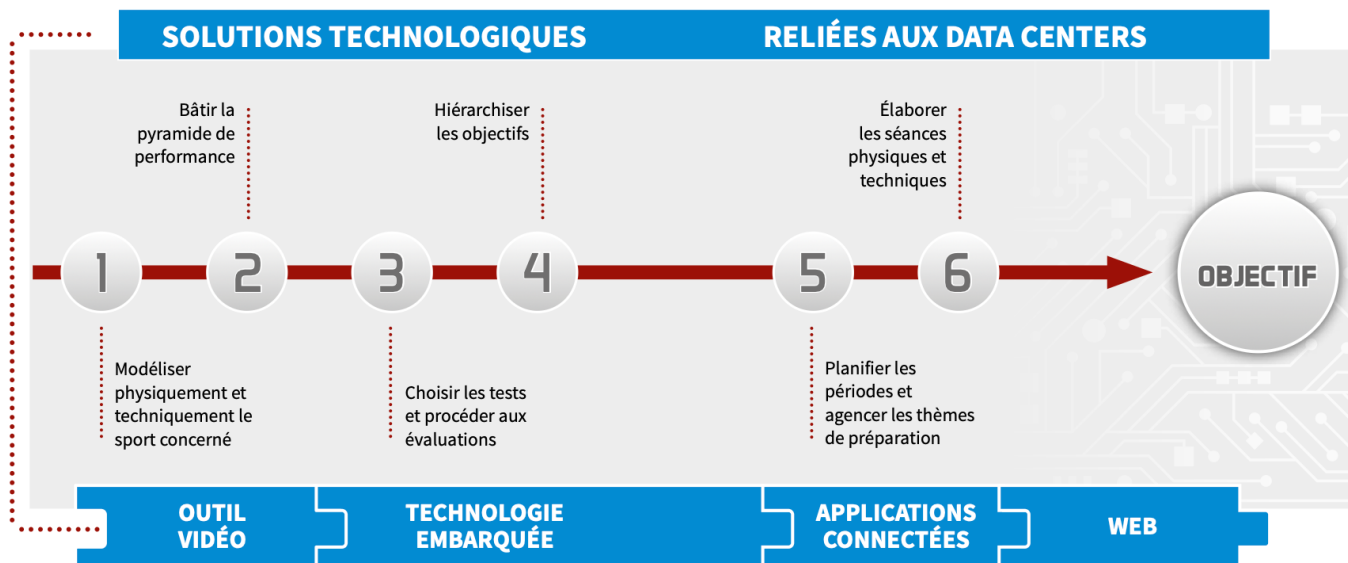 SOLUTIONS TECHNOLOGIQUES RELIÉES AUX DATA CENTERS
Bâtir la
pyramide de
performance
Hiérarchiser
les objectifs
Élaborer
les séances
physiques et
techniques
1 2 3 4 5 6 OBJECTIF
Modéliser
physiquement et
techniquement le
sport concerné
Choisir les tests
et procéder aux
évaluations
Planifier les
périodes et
agencer les thèmes
de préparation
OUTIL
VIDÉO
TECHNOLOGIE
EMBARQUÉE
APPLICATIONS
CONNECTÉES
WEB